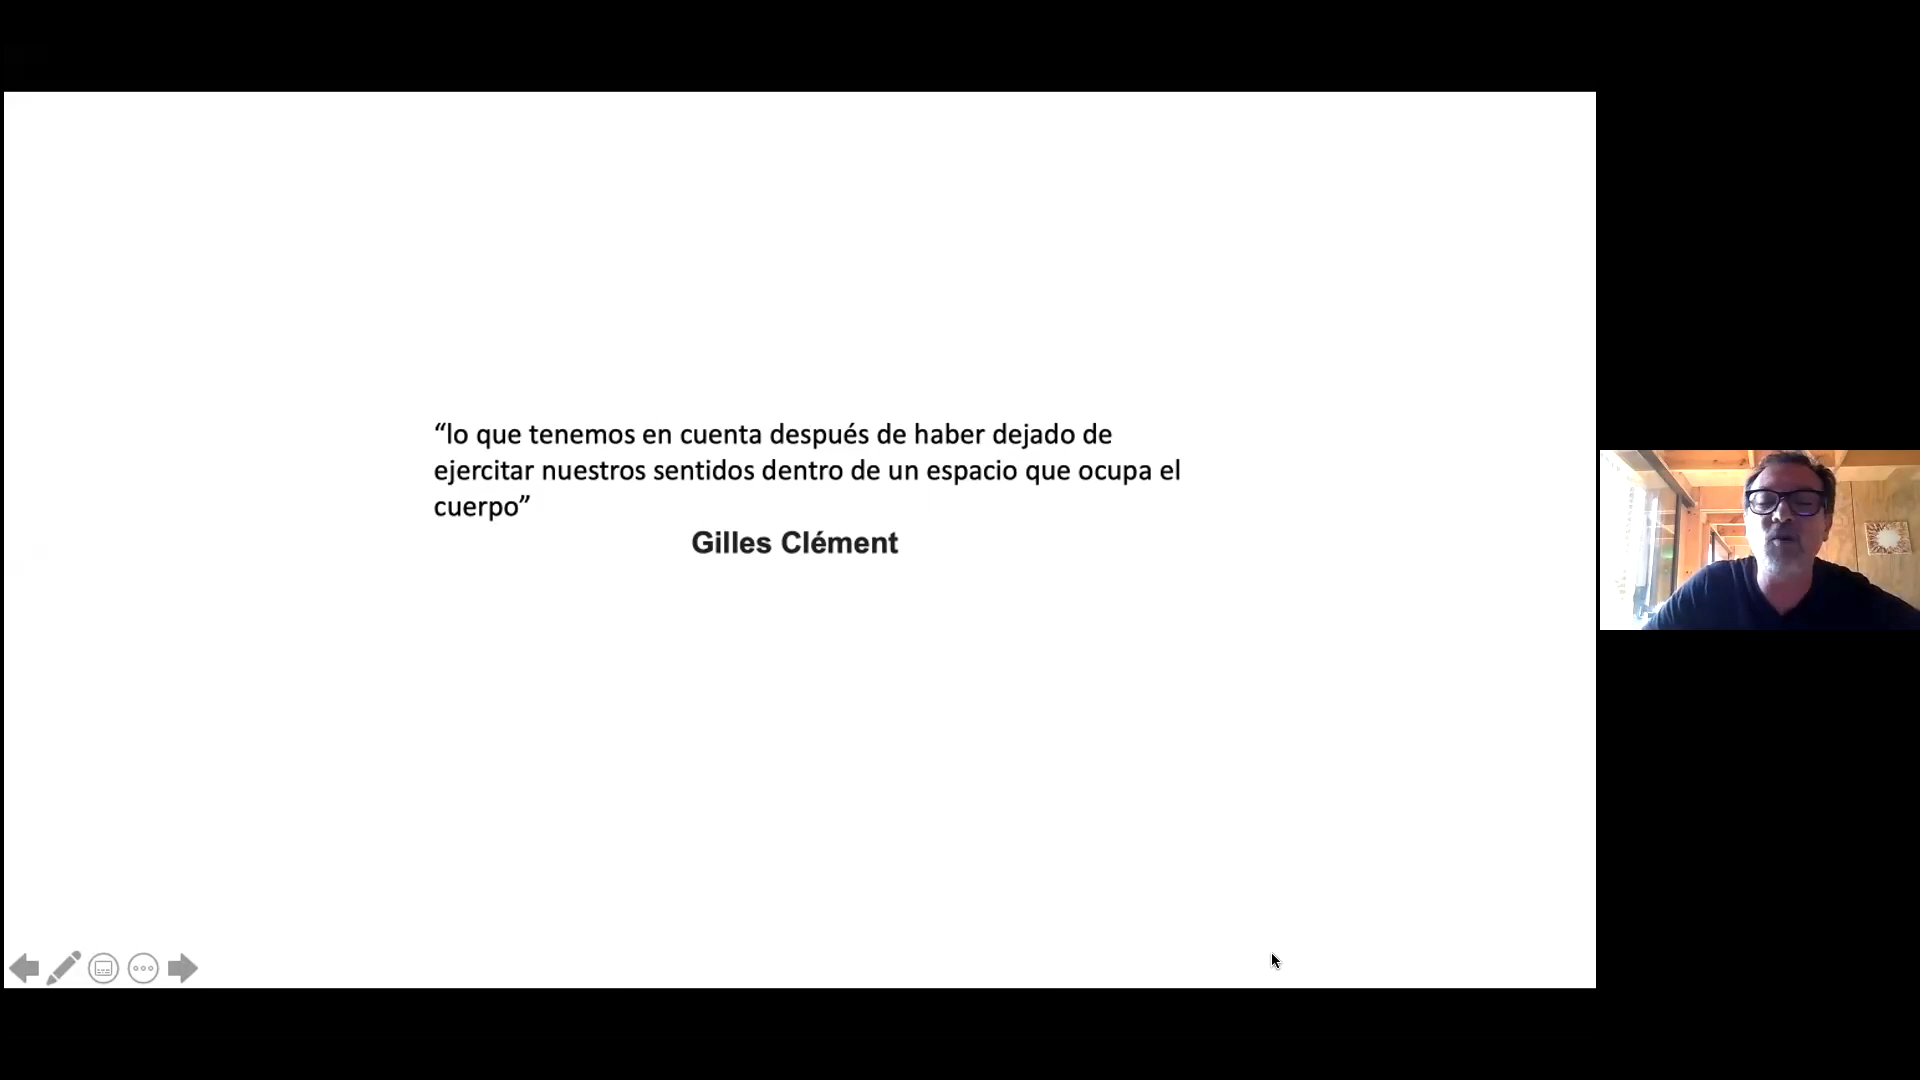 “lo que tenemos en cuenta después de haber dejado de
ejercitar nuestros sentidos dentro de un espacio que ocupa el
cuerpo”
Gilles Clément